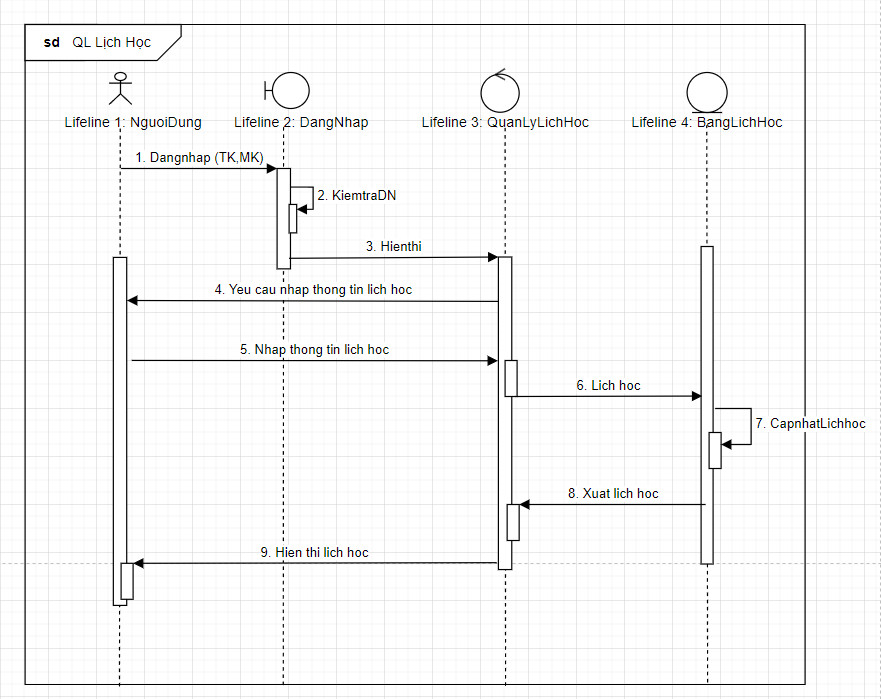 sd QL Lịch Học
Lifeline 1: NguoiDung
Lifeline 2: DangNhap
Lifeline 3: QuanLyLichHoc
Lifeline 4: BangLichHoc
1. Dangnhap (TK,MK)
2. KiemtraDN
3. Hienthi
4. Yeu cau nhap thong tin lich hoc
5. Nhap thong tin lich hoc
6. Lich hoc
7. CapnhatLichhoc
8. Xuat lich hoc
9. Hien thi lich hoc